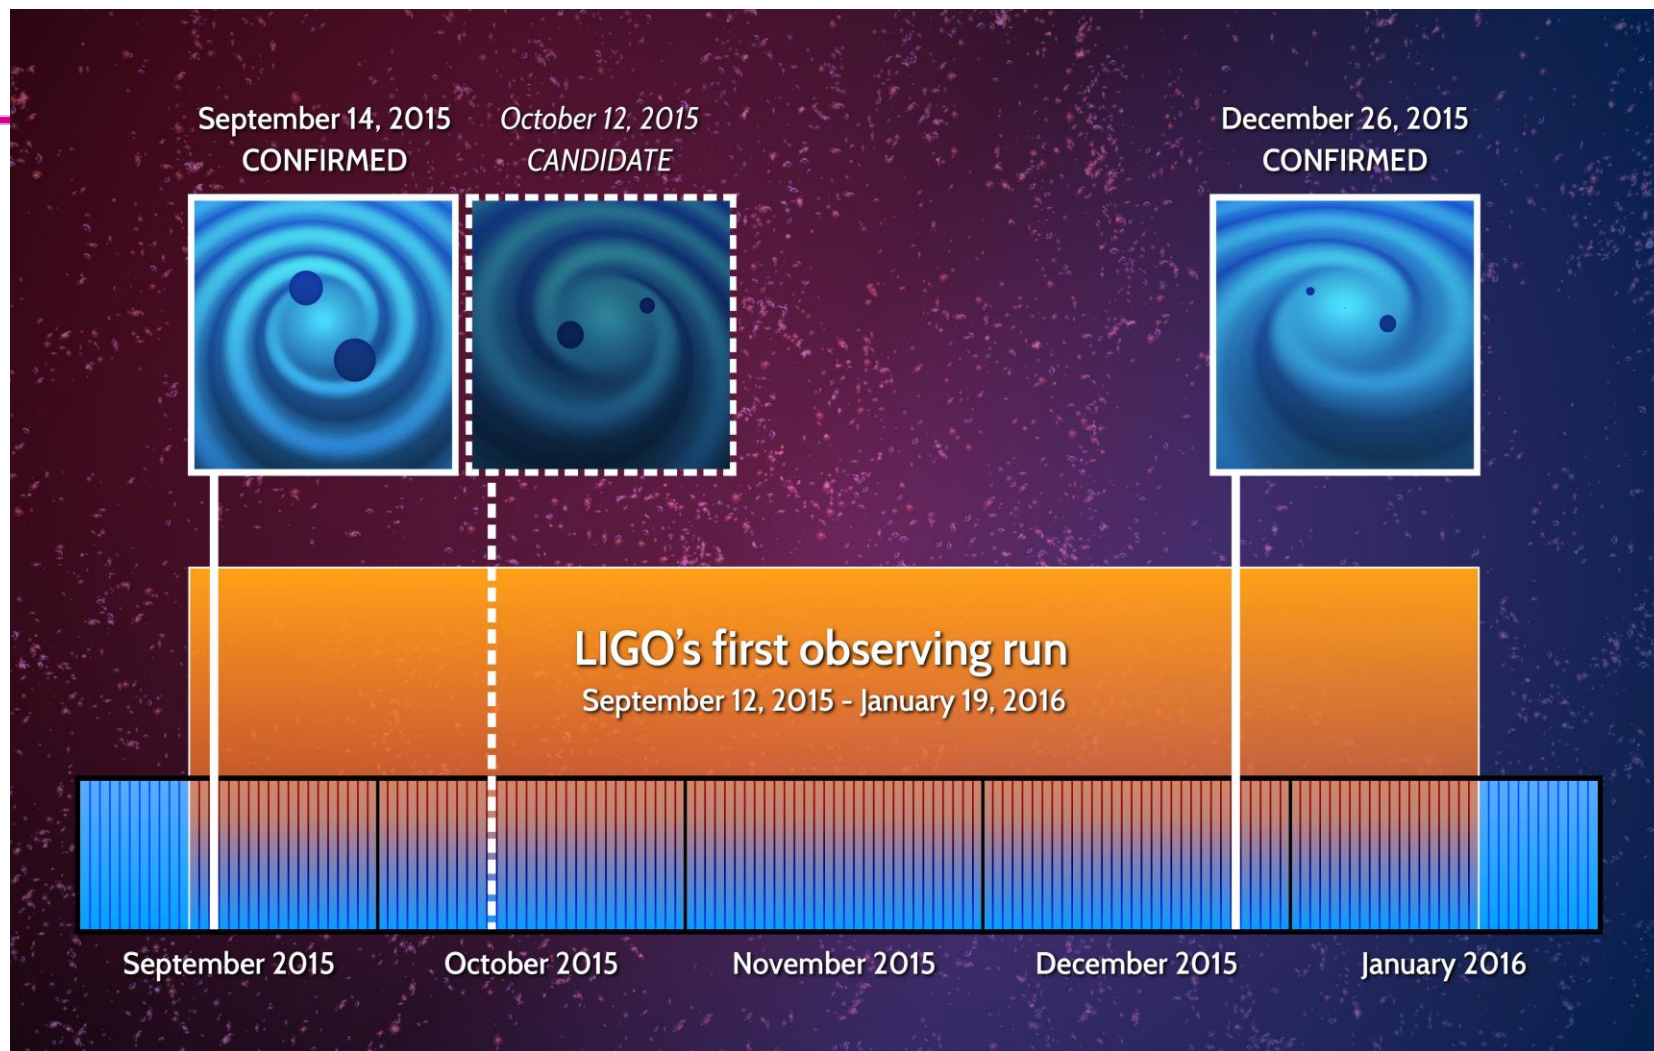 September 14, 2015
CONFIRMED
October 12, 2015
CANDIDATE
December 26, 2015
CONFIRMED
LIGO's first observing run
September 12, 2015 - January 19, 2016
September 2015
October 2015
November 2015
December 2015
January 2016